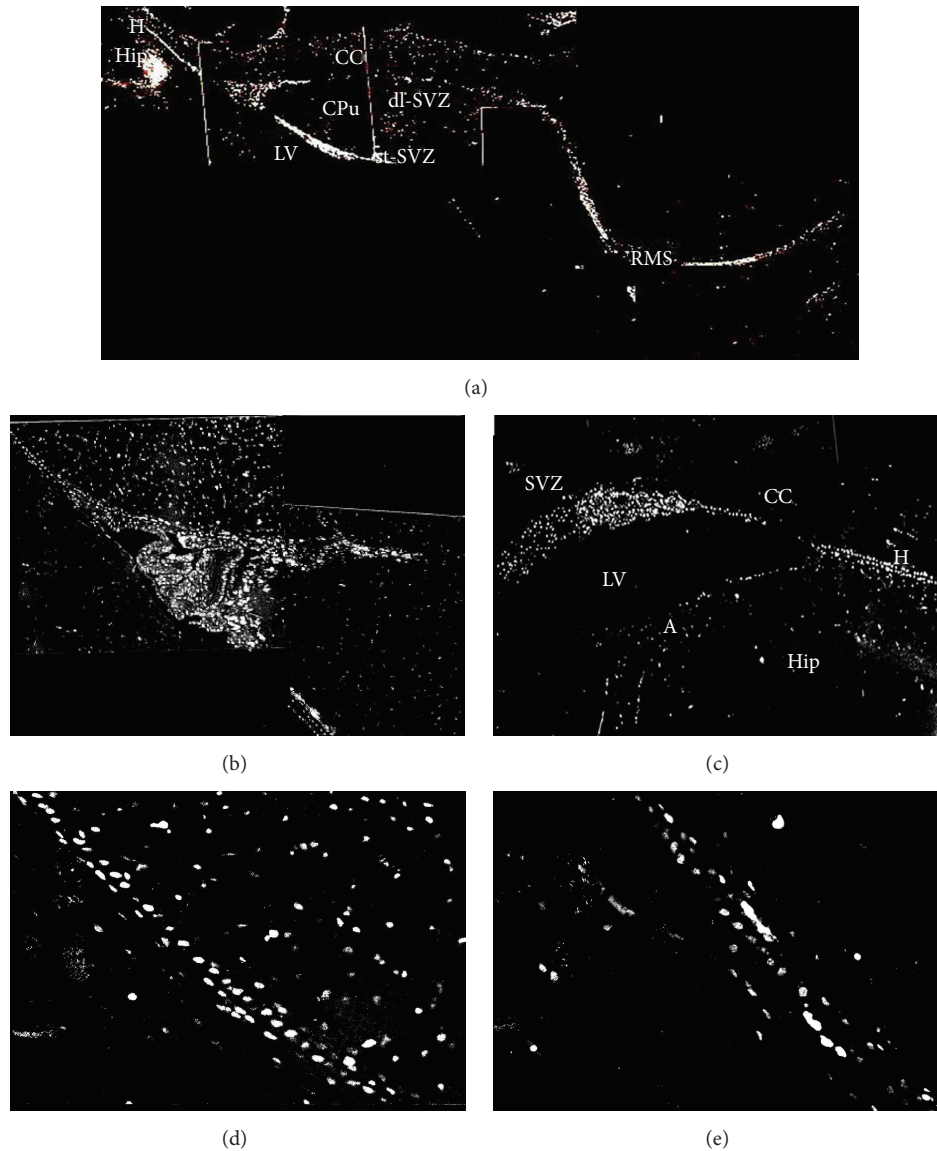 H
Hip
CC
CPu
dl-SVZ
LV
st-SVZ
RMS
(a)
SVZ
CC
H
LV
A
Hip
(b)
(c)
(d)
(e)